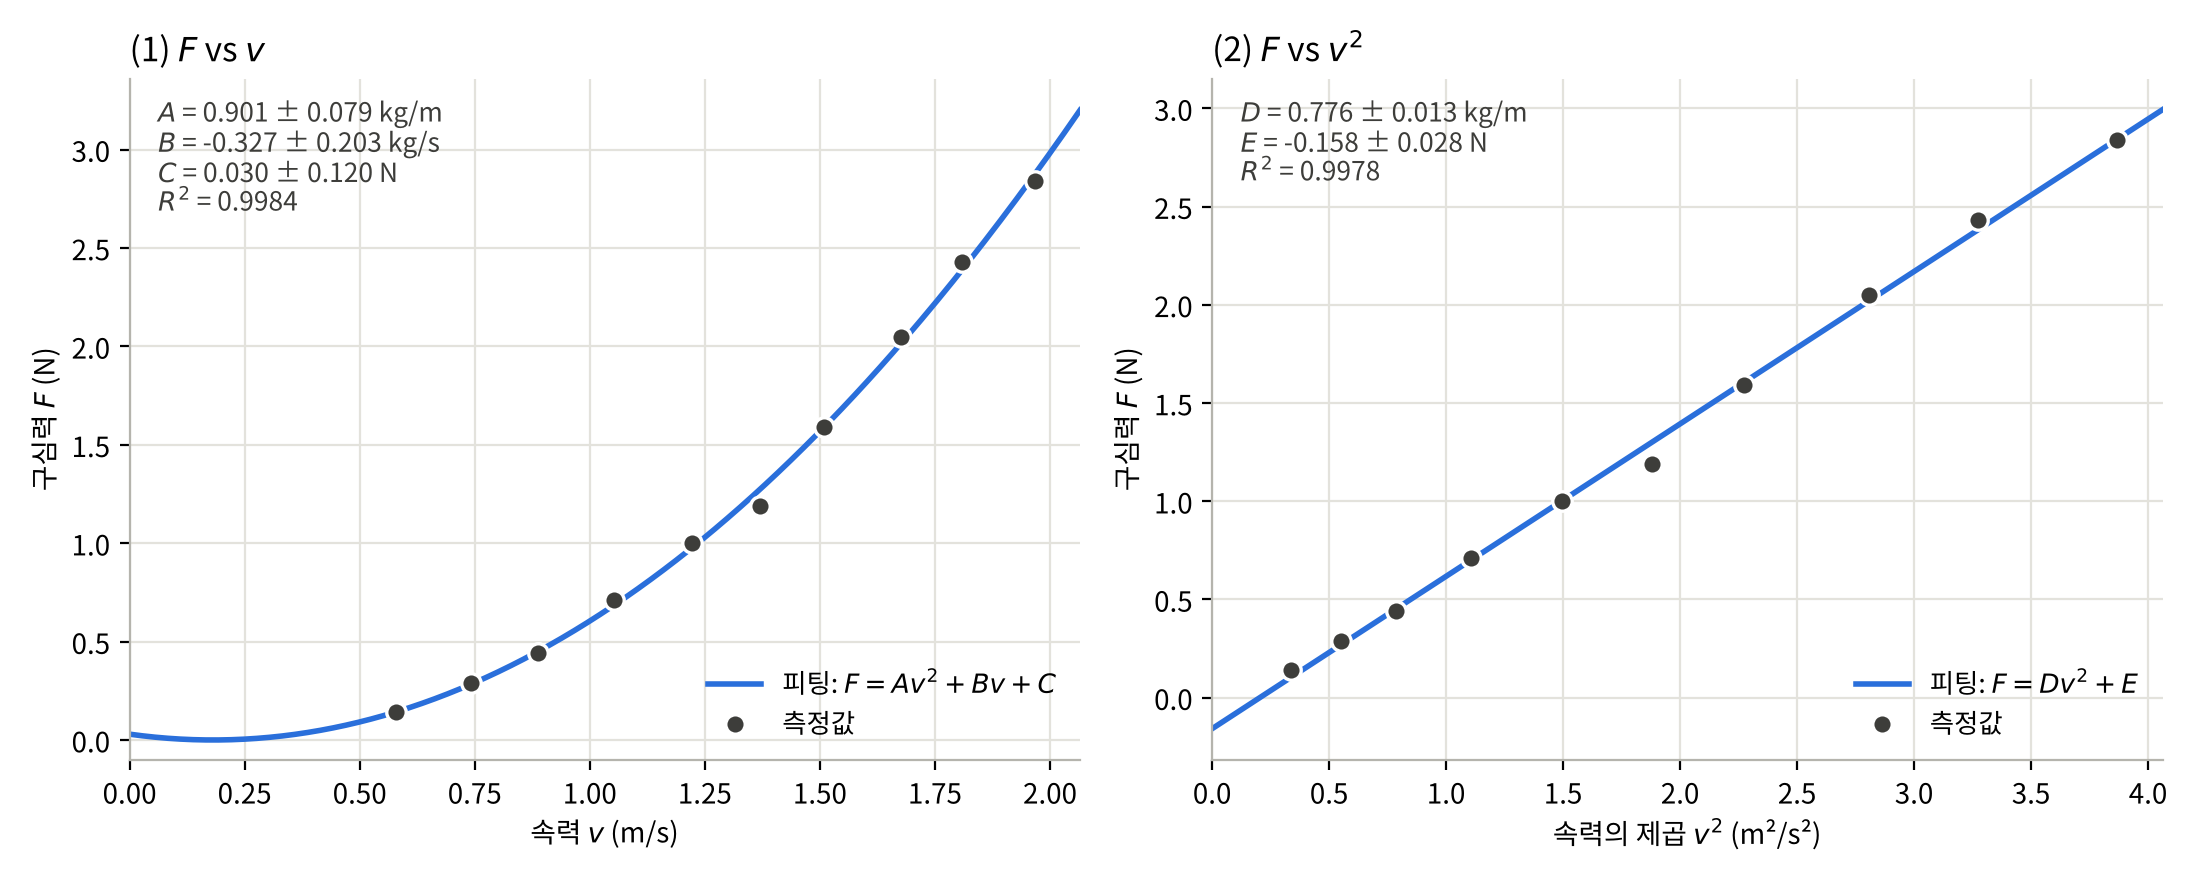 (1) F vs v
A = 0.901 ± 0.079 kg/m
B = -0.327 ± 0.203 kg/s
C = 0.030 ± 0.120 N
R² = 0.9984
3.0
2.5
2.0
1.5
1.0
0.5
0.0
구심력 F (N)
피팅: F = Av² + Bv + C
측정값
0.00 0.25 0.50 0.75 1.00 1.25 1.50 1.75 2.00
속력 v (m/s)
(2) F vs v²
D = 0.776 ± 0.013 kg/m
E = -0.158 ± 0.028 N
R² = 0.9978
3.0
2.5
2.0
1.5
1.0
0.5
0.0
구심력 F (N)
피팅: F = Dv² + E
측정값
0.0 0.5 1.0 1.5 2.0 2.5 3.0 3.5 4.0
속력의 제곱 v² (m²/s²)